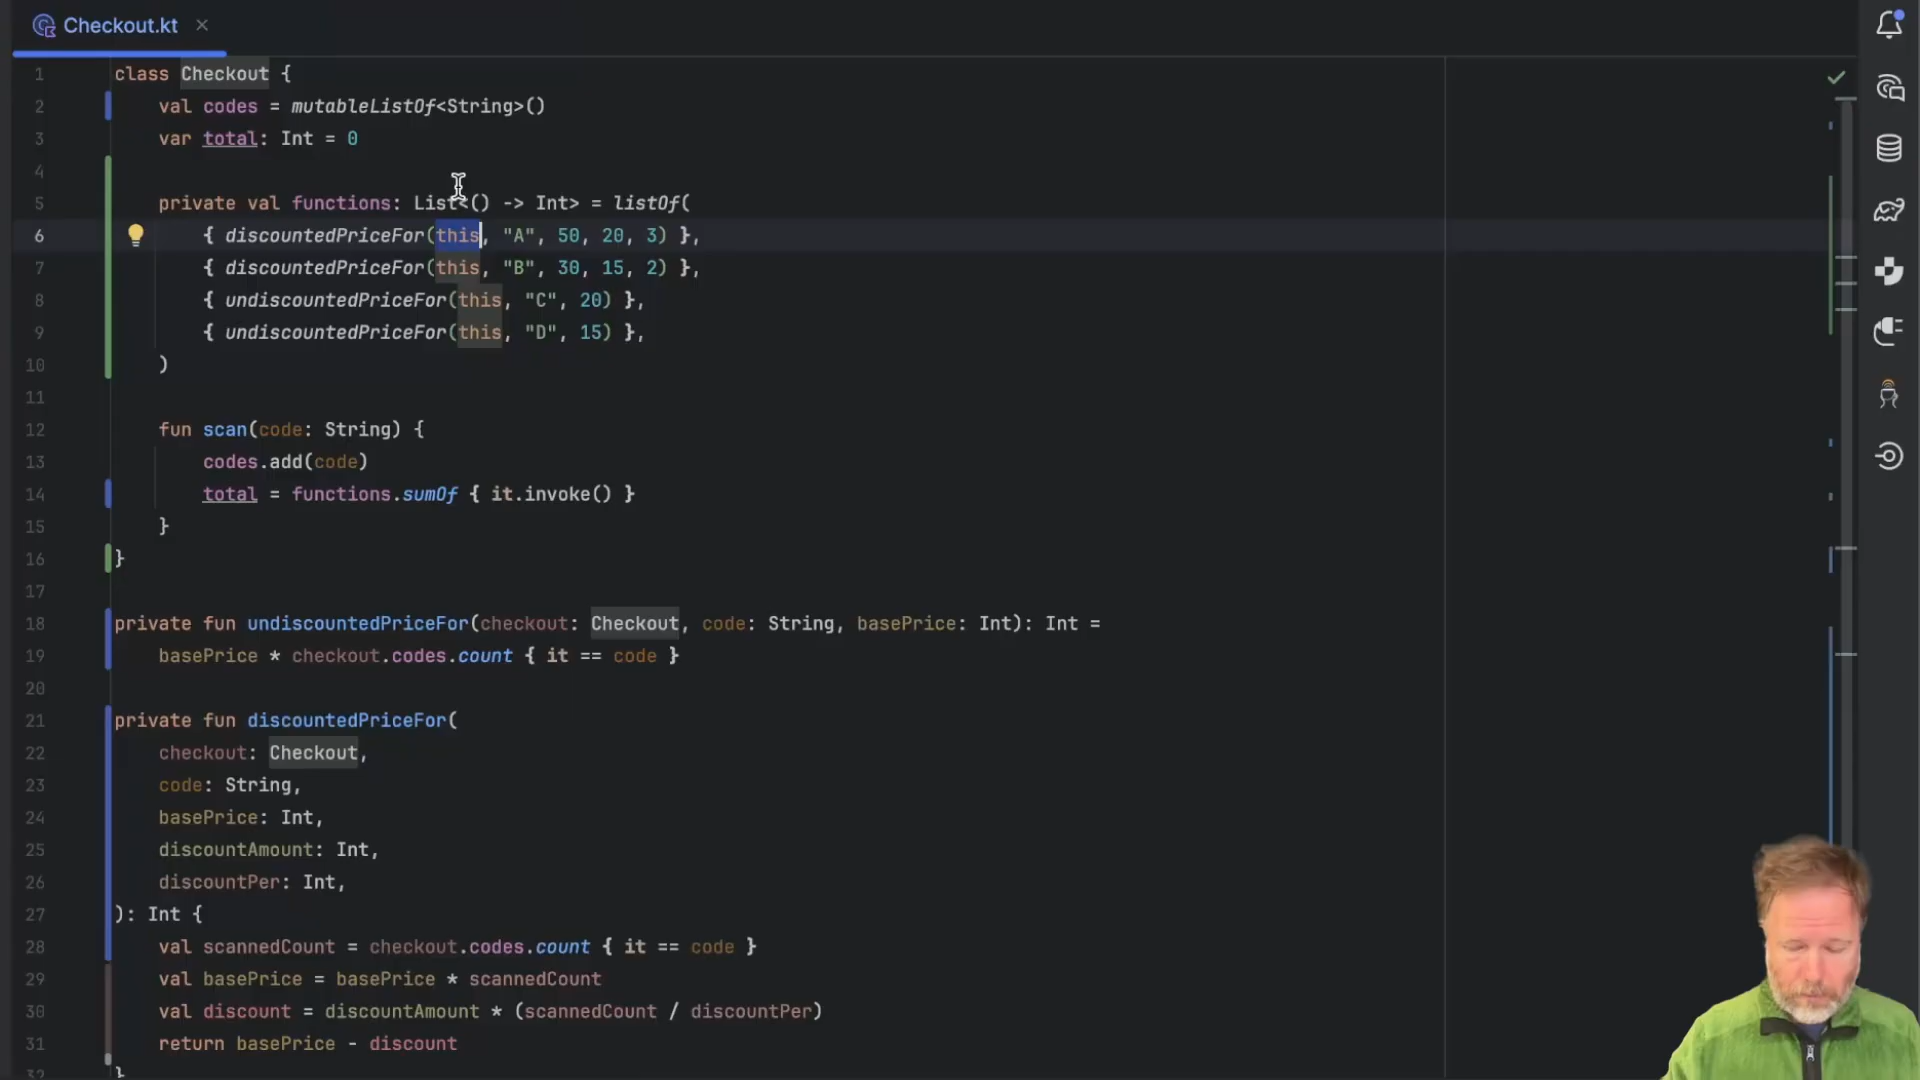 Checkout.kt
1 class Checkout {
2 val codes = mutableListOf<String>()
3 var total: Int = 0
4
5 private val functions: List<() -> Int> = listOf(
6 { discountedPriceFor(this, "A", 50, 20, 3) },
7 { discountedPriceFor(this, "B", 30, 15, 2) },
8 { undiscountedPriceFor(this, "C", 20) },
9 { undiscountedPriceFor(this, "D", 15) },
10 )
11
12 fun scan(code: String) {
13 codes.add(code)
14 total = functions.sumOf { it.invoke() }
15 }
16 }
17
18 private fun undiscountedPriceFor(checkout: Checkout, code: String, basePrice: Int): Int =
19 basePrice * checkout.codes.count { it == code }
20
21 private fun discountedPriceFor(
22 checkout: Checkout,
23 code: String,
24 basePrice: Int,
25 discountAmount: Int,
26 discountPer: Int,
27 ): Int {
28 val scannedCount = checkout.codes.count { it == code }
29 val basePrice = basePrice * scannedCount
30 val discount = discountAmount * (scannedCount / discountPer)
31 return basePrice - discount
32 }